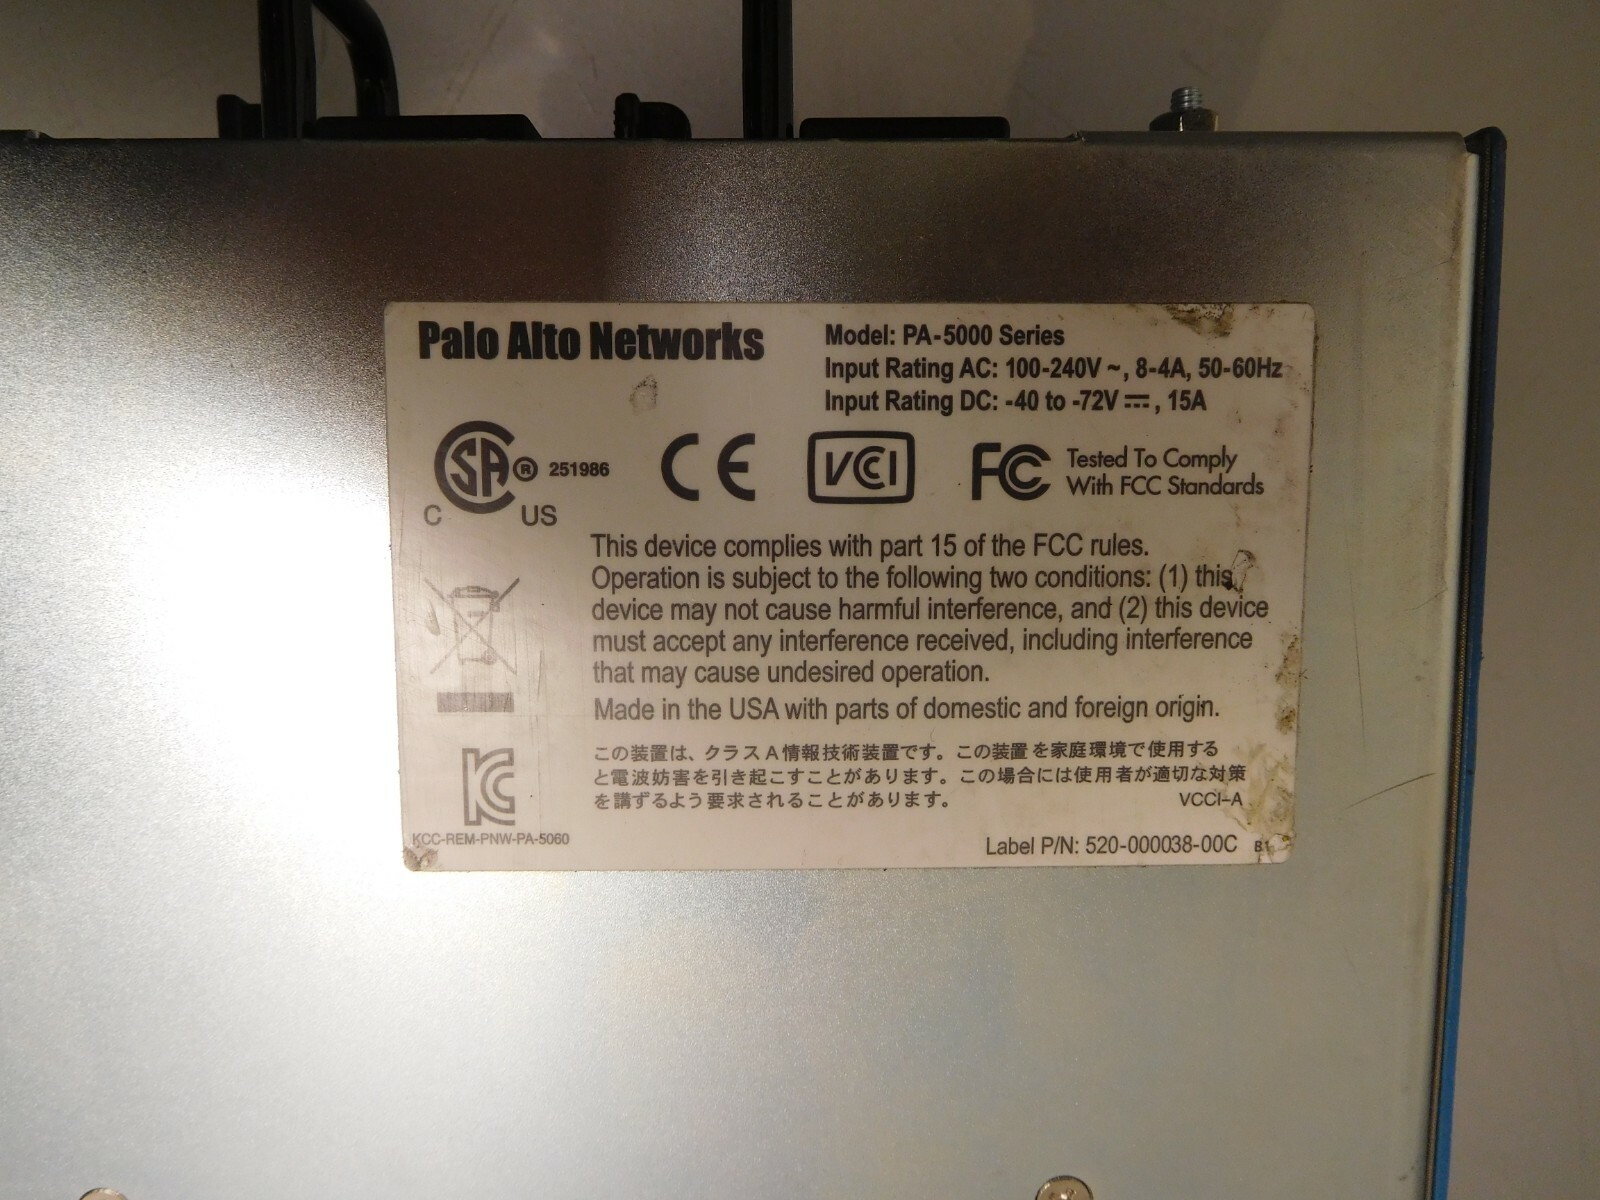 Palo Alto Networks
Model: PA-5000 Series
Input Rating AC: 100-240V ~, 8-4A, 50-60Hz
Input Rating DC: -40 to -72V ⎓, 15A
CSA ® 251986
C US
CE
VCCI
FC Tested To Comply
With FCC Standards
This device complies with part 15 of the FCC rules.
Operation is subject to the following two conditions: (1) this
device may not cause harmful interference, and (2) this device
must accept any interference received, including interference
that may cause undesired operation.
Made in the USA with parts of domestic and foreign origin.
この装置は、クラスA情報技術装置です。この装置を家庭環境で使用する
と電波妨害を引き起こすことがあります。この場合には使用者が適切な対策
を講ずるよう要求されることがあります。 VCCI-A
KC
KCC-REM-PNW-PA-5060
Label P/N: 520-000038-00C